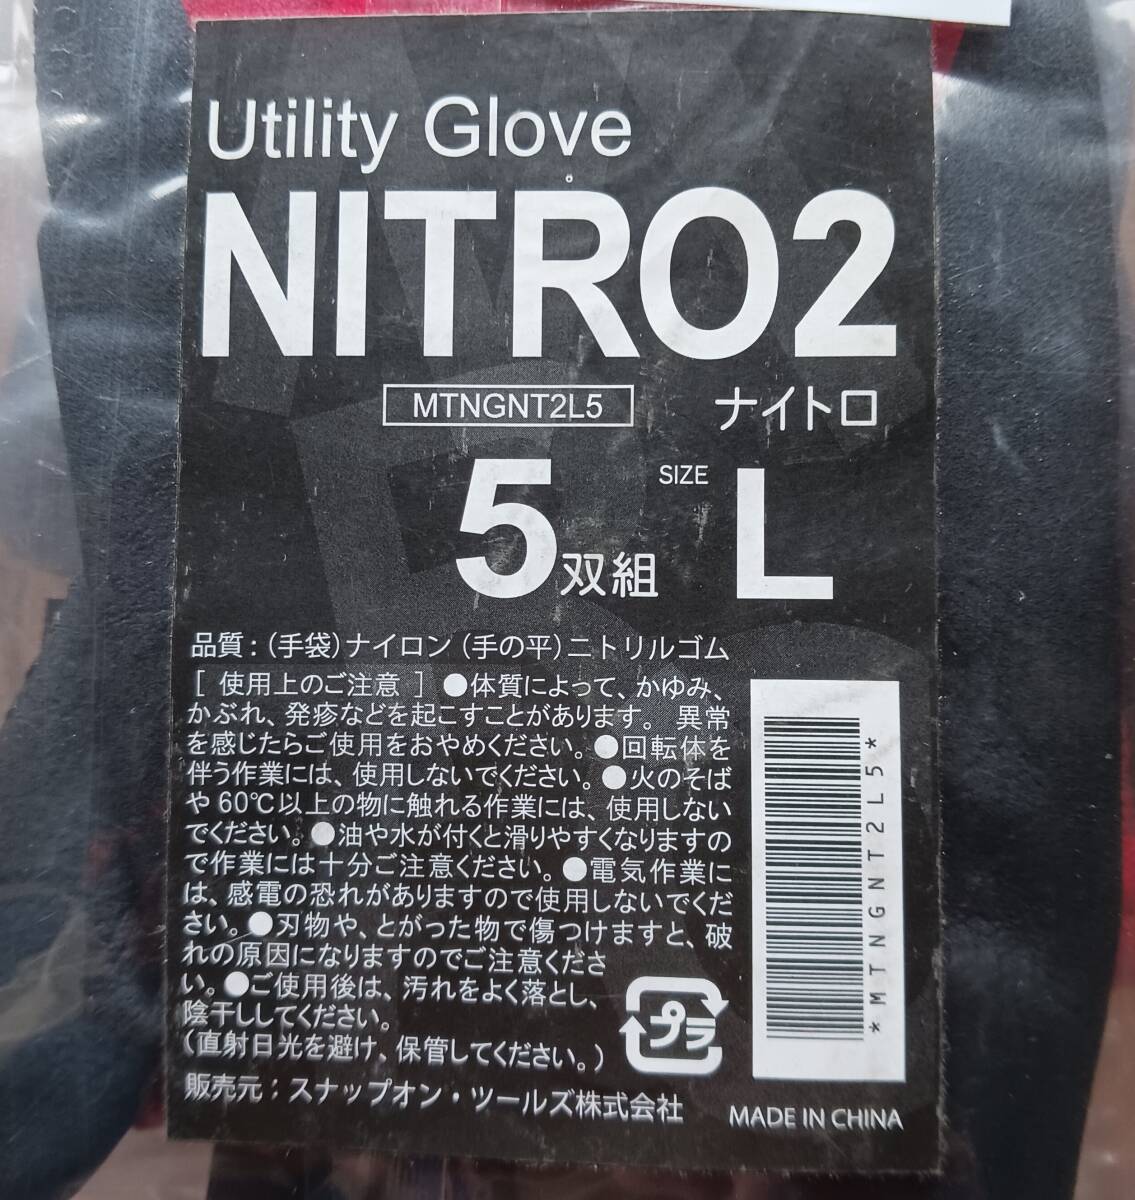 Utility Glove
NITRO2
MTNGNT2L5
ナイトロ
5双組
SIZE L
品質：（手袋）ナイロン（手の平）ニトリルゴム
［ 使用上のご注意 ］ ●体質によって、かゆみ、
かぶれ、発疹などを起こすことがあります。 異常
を感じたらご使用をおやめください。●回転体を
伴う作業には、使用しないでください。●火のそば
や 60℃以上の物に触れる作業には、使用しない
でください。●油や水が付くと滑りやすくなりますの
で作業には十分ご注意ください。●電気作業に
は、感電の恐れがありますので使用しないでくだ
さい。●刃物や、とがった物で傷つけますと、破
れの原因になりますのでご注意くださ
い。●ご使用後は、汚れをよく落とし、
陰干ししてください。
（直射日光を避け、保管してください。）
プラ
*MTNGNT2L5*
販売元：スナップオン・ツールズ株式会社
MADE IN CHINA